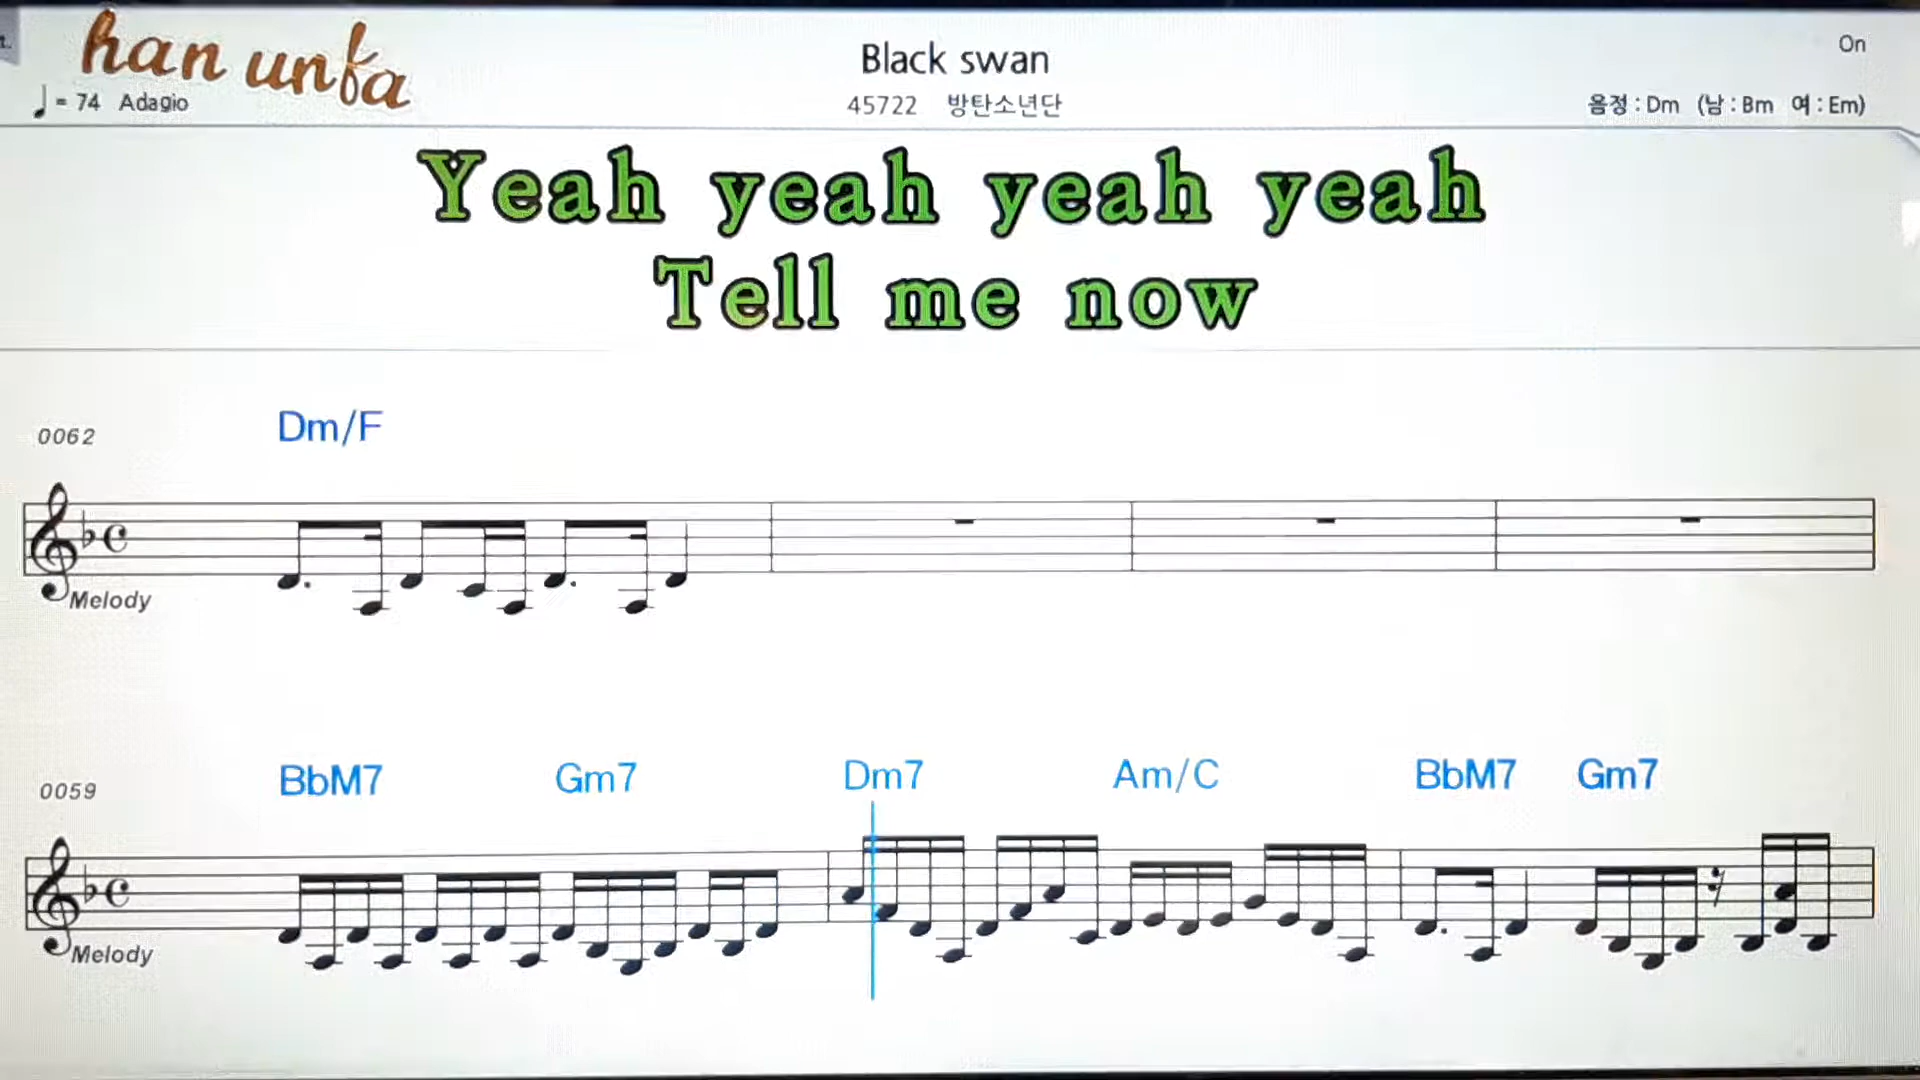 han unfa
Black swan
On
= 74 Adagio
45722 방탄소년단
음정 : Dm (남 : Bm 여 : Em)
Yeah yeah yeah yeah
Tell me now
0062 Dm/F
Melody
0059 BbM7 Gm7 Dm7 Am/C BbM7 Gm7
Melody